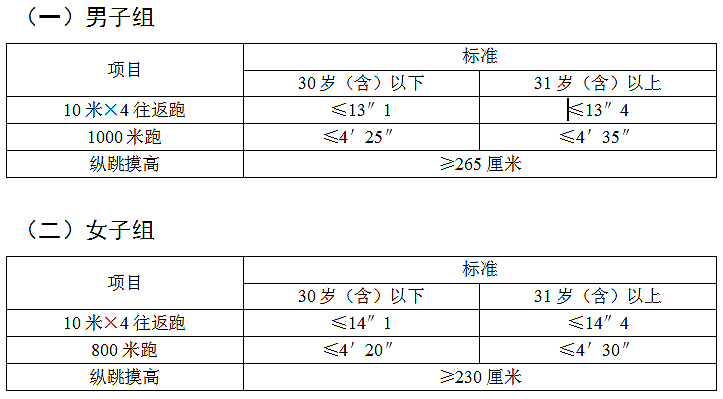 （一）男子组
项目 标准
30岁（含）以下 31岁（含）以上
10米×4往返跑 ≤13″1 ≤13″4
1000米跑 ≤4′25″ ≤4′35″
纵跳摸高 ≥265厘米
（二）女子组
项目 标准
30岁（含）以下 31岁（含）以上
10米×4往返跑 ≤14″1 ≤14″4
800米跑 ≤4′20″ ≤4′30″
纵跳摸高 ≥230厘米